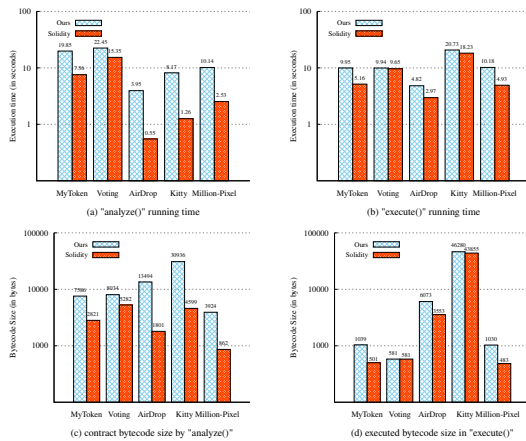 100
Ours
Solidity
22.45
19.85
15.35
10.14
10
7.56
8.17
3.95
2.53
1.26
1
0.55
Execution time (in seconds)
MyToken Voting AirDrop Kitty Million-Pixel
(a) "analyze()" running time
100
Ours
Solidity
20.73
18.23
9.95
9.94
9.65
10.18
10
5.16
4.82
4.93
2.97
1
Execution time (in seconds)
MyToken Voting AirDrop Kitty Million-Pixel
(b) "execute()" running time
100000
Ours
Solidity
30936
13494
10000
7586
8034
5282
4599
3924
2821
1801
1000
862
Bytecode Size (in bytes)
MyToken Voting AirDrop Kitty Million-Pixel
(c) contract bytecode size by "analyze()"
100000
Ours
Solidity
46280
43855
10000
6073
3553
1039
1030
1000
501
581
581
483
Bytecode Size (in bytes)
MyToken Voting AirDrop Kitty Million-Pixel
(d) executed bytecode size in "execute()"